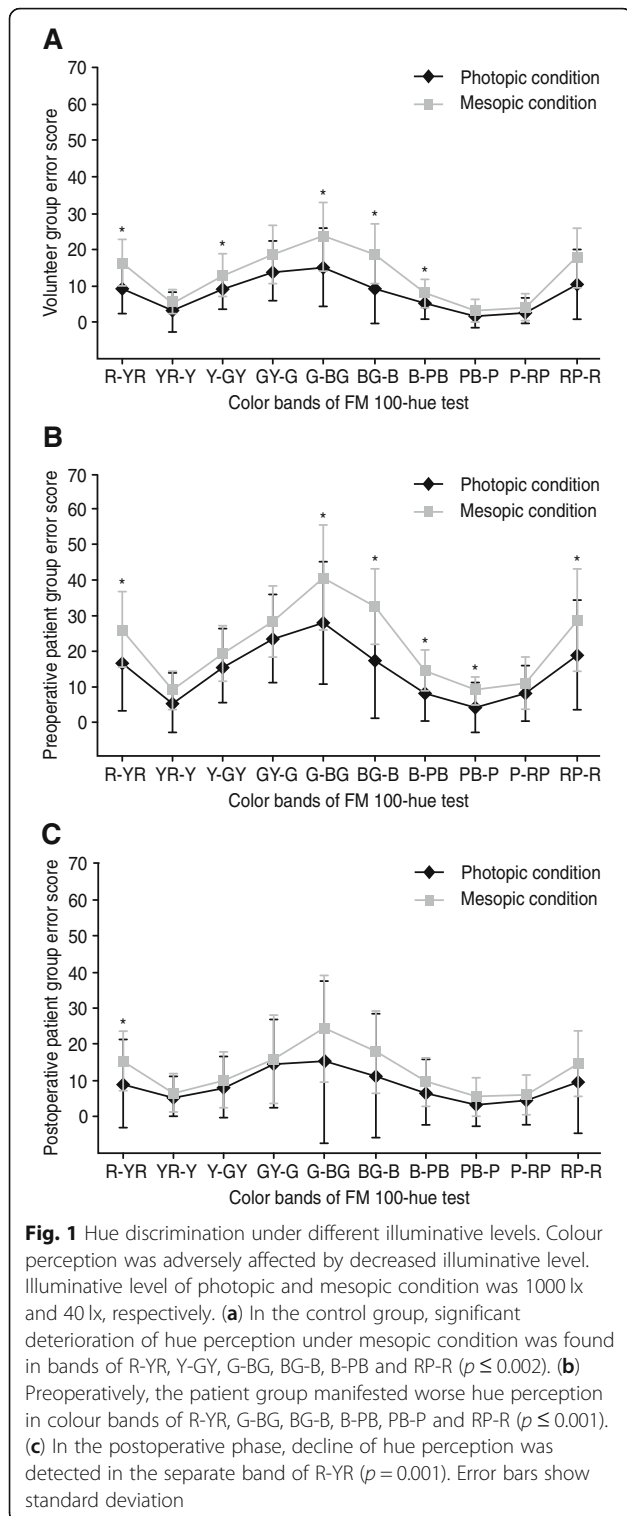 A
70
60
50
40
30
20
10
0
Volunteer group error score
Photopic condition
Mesopic condition
* * * * *
R-YR YR-Y Y-GY GY-G G-BG BG-B B-PB PB-P P-RP RP-R
Color bands of FM 100-hue test
B
70
60
50
40
30
20
10
0
Preoperative patient group error score
Photopic condition
Mesopic condition
* * * * * *
R-YR YR-Y Y-GY GY-G G-BG BG-B B-PB PB-P P-RP RP-R
Color bands of FM 100-hue test
C
70
60
50
40
30
20
10
0
Postoperative patient group error score
Photopic condition
Mesopic condition
*
R-YR YR-Y Y-GY GY-G G-BG BG-B B-PB PB-P P-RP RP-R
Color bands of FM 100-hue test
Fig. 1 Hue discrimination under different illuminative levels. Colour
perception was adversely affected by decreased illuminative level.
Illuminative level of photopic and mesopic condition was 1000 lx
and 40 lx, respectively. (a) In the control group, significant
deterioration of hue perception under mesopic condition was found
in bands of R-YR, Y-GY, G-BG, BG-B, B-PB and RP-R (p ≤ 0.002). (b)
Preoperatively, the patient group manifested worse hue perception
in colour bands of R-YR, G-BG, BG-B, B-PB, PB-P and RP-R (p ≤ 0.001).
(c) In the postoperative phase, decline of hue perception was
detected in the separate band of R-YR (p = 0.001). Error bars show
standard deviation